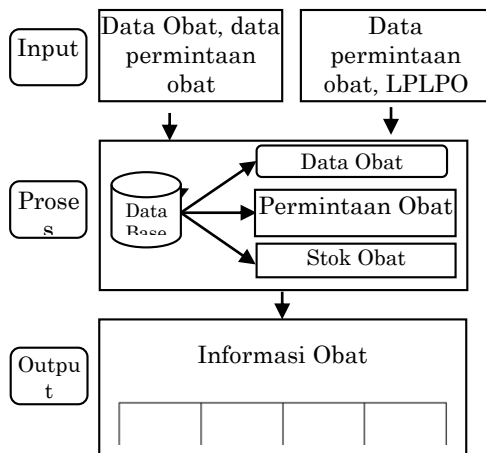 Input
Data Obat, data
permintaan
obat
Data
permintaan
obat, LPLPO
Prose
s
Data
Base
Data Obat
Permintaan Obat
Stok Obat
Outpu
t
Informasi Obat